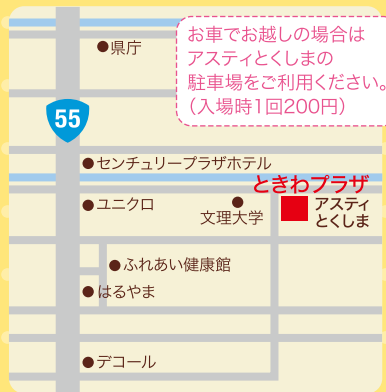 お車でお越しの場合は
アスティとくしまの
駐車場をご利用ください。
（入場時1回200円）
県庁
55
センチュリープラザホテル
ときわプラザ
ユニクロ
文理大学
アスティ
とくしま
ふれあい健康館
はるやま
デコール